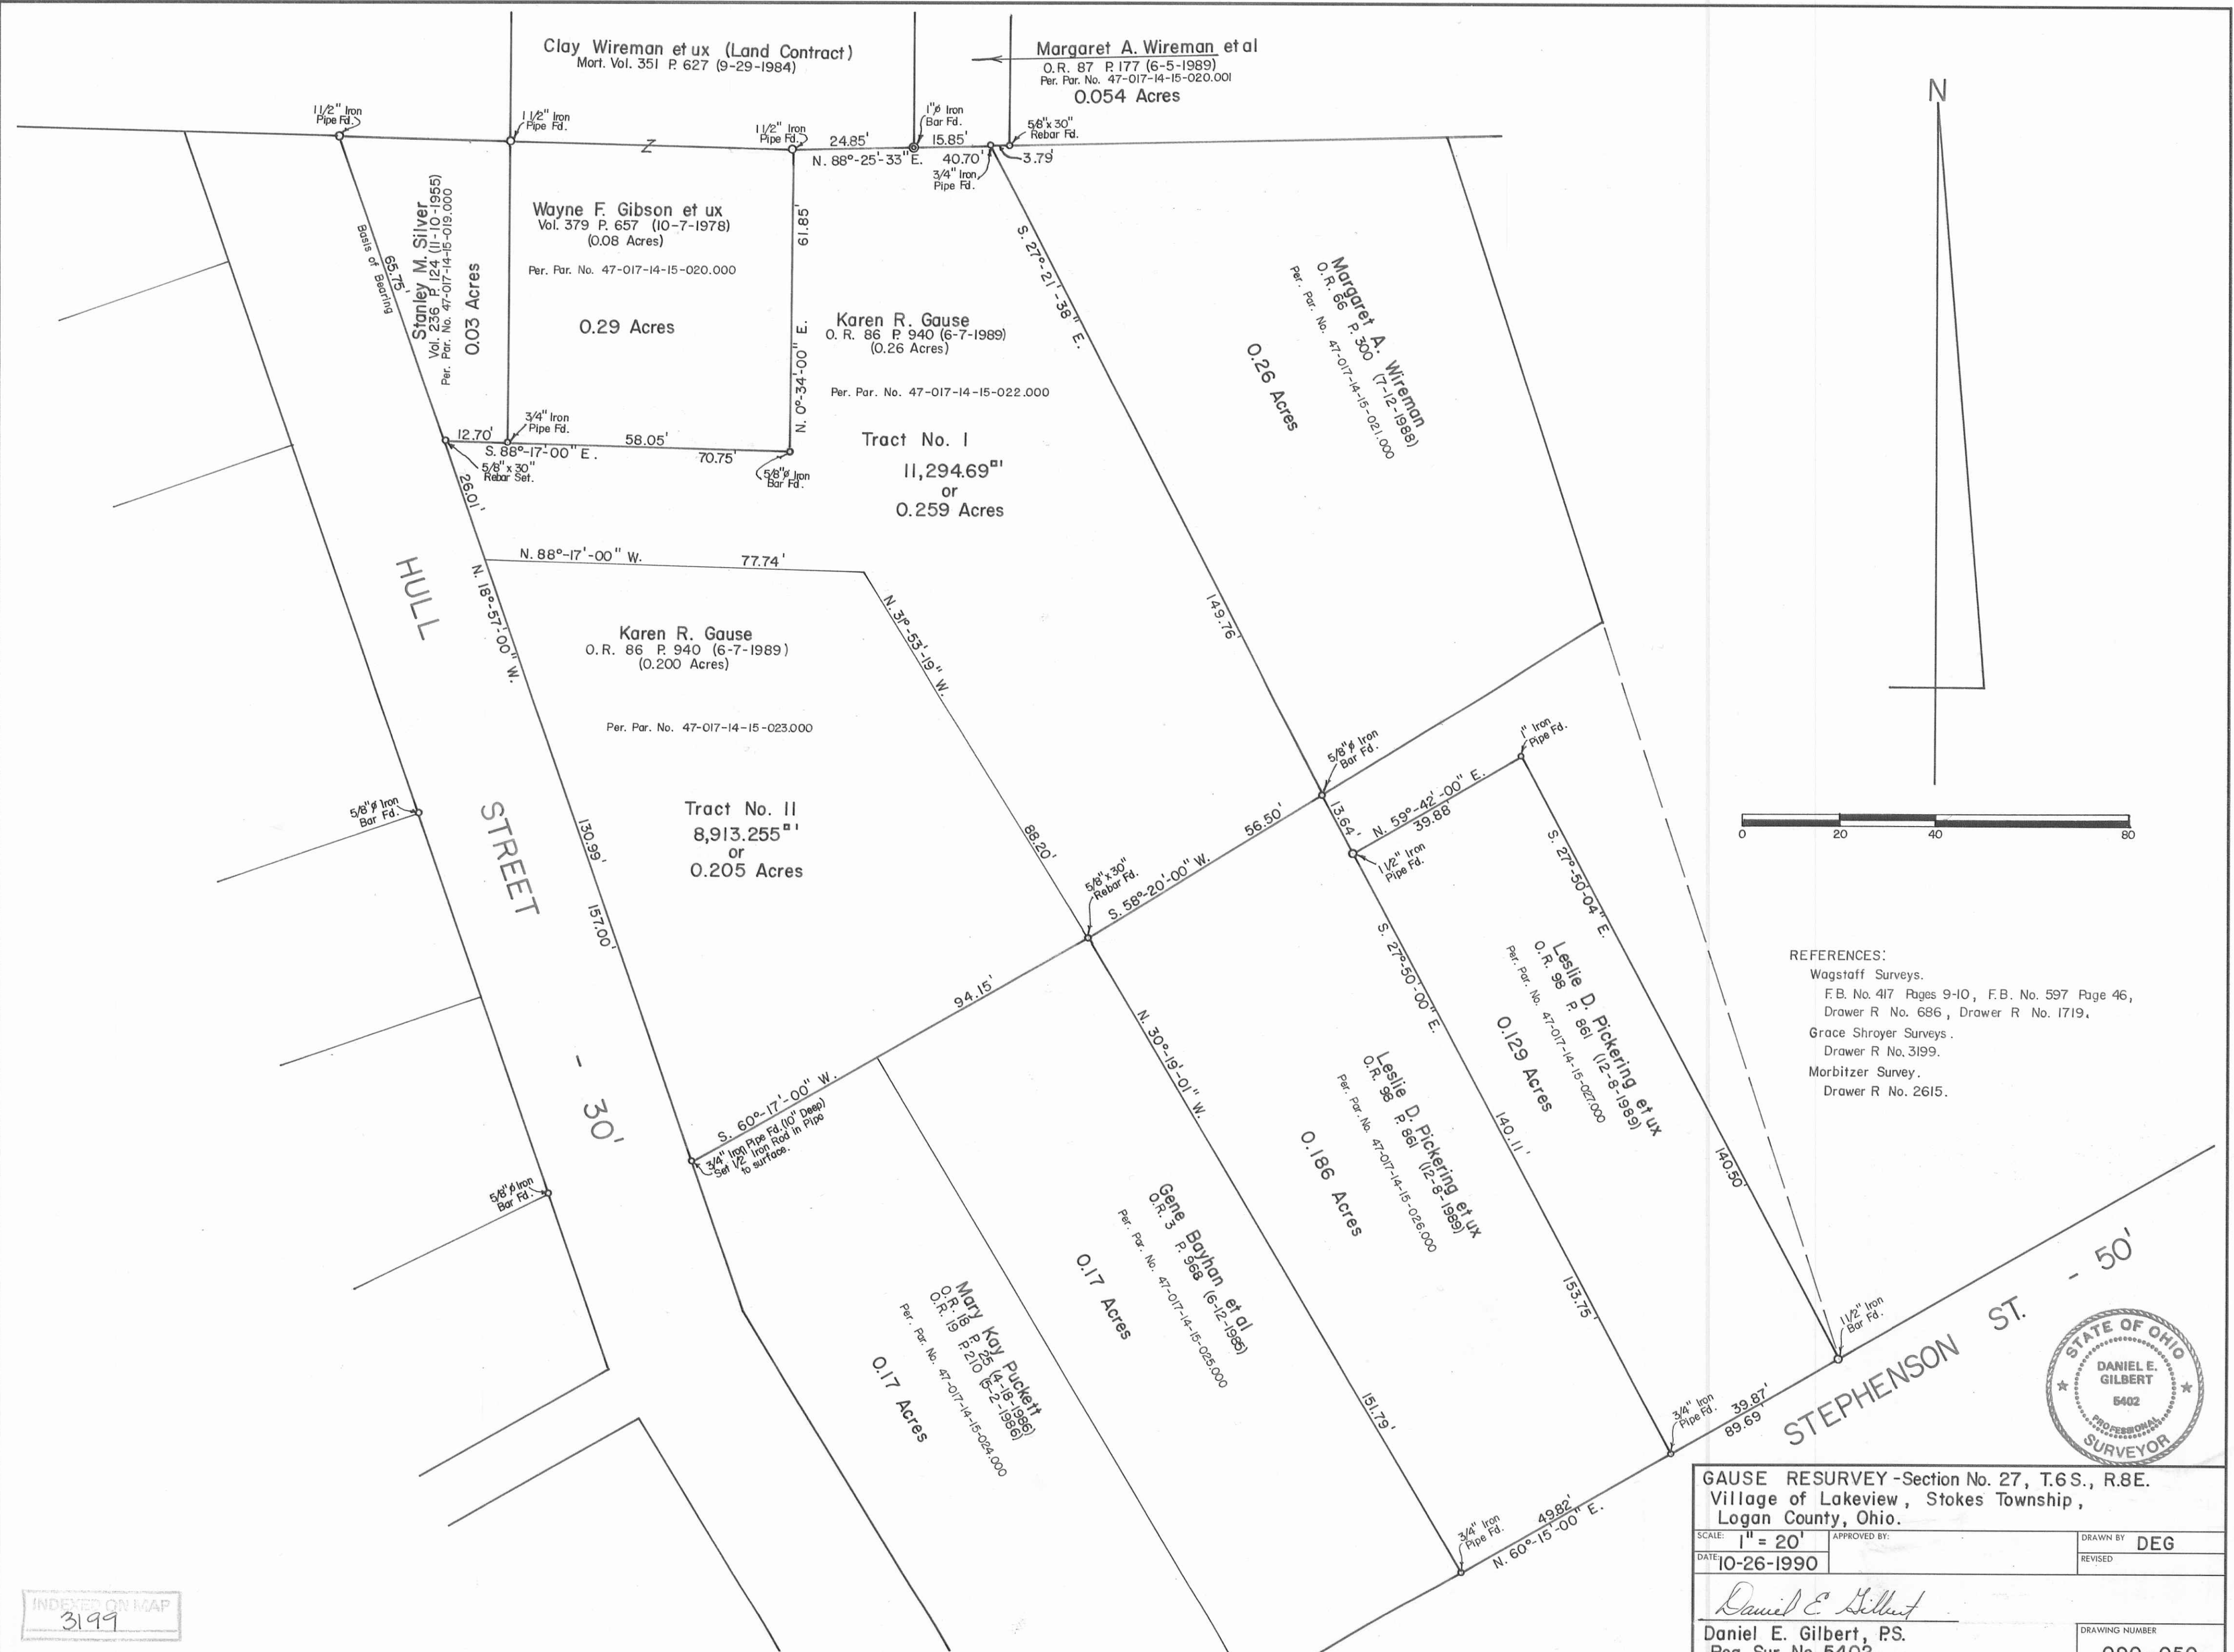 Clay Wireman et ux (Land Contract)
Mort. Vol. 351 P. 627 (9-29-1984)
Margaret A. Wireman et al
O.R. 87 P. 177 (6-5-1989)
Per. Par. No. 47-017-14-15-020.001
0.054 Acres
N
1 1/2" Iron
Pipe Fd.
1 1/2" Iron
Pipe Fd.
Z
1 1/2" Iron
Pipe Fd.
24.85'
1"ø Iron
Bar Fd.
15.85'
5/8"x30"
Rebar Fd.
N. 88°-25'-33" E. 40.70'
3.79'
3/4" Iron
Pipe Fd.
65.75'
Basis of Bearing
Stanley M. Silver
Vol. 236 P. 124 (11-10-1955)
Per. Par. No. 47-017-14-15-019.000
0.03 Acres
Wayne F. Gibson et ux
Vol. 379 P. 657 (10-7-1978)
(0.08 Acres)
Per. Par. No. 47-017-14-15-020.000
0.29 Acres
61.85'
N. 0°-34'-00" E.
Karen R. Gause
O. R. 86 P. 940 (6-7-1989)
(0.26 Acres)
Per. Par. No. 47-017-14-15-022.000
Tract No. I
11,294.69□'
or
0.259 Acres
S. 27°-21'-38" E.
149.76'
Margaret A. Wireman
O.R. 66 P. 300 (7-12-1988)
Per. Par. No. 47-017-14-15-021.000
0.26 Acres
12.70'
3/4" Iron
Pipe Fd.
58.05'
S. 88°-17'-00" E.
70.75'
5/8" x 30"
Rebar Set.
5/8"ø Iron
Bar Fd.
26.01'
N. 88°-17'-00" W. 77.74'
HULL
STREET
- 30'
N. 18°-57'-00" W.
130.99'
157.00'
Karen R. Gause
O.R. 86 P. 940 (6-7-1989)
(0.200 Acres)
Per. Par. No. 47-017-14-15-023.000
Tract No. II
8,913.255□'
or
0.205 Acres
N. 31°-53'-19" W.
88.20'
5/8"ø Iron
Bar Fd.
5/8"ø Iron
Bar Fd.
5/8"ø Iron
Bar Fd.
1" Iron
Pipe Fd.
13.64'
N. 59°-42'-00" E.
39.88'
1 1/2" Iron
Pipe Fd.
56.50'
S. 58°-20'-00" W.
5/8"x30"
Rebar Fd.
94.15'
S. 60°-17'-00" W.
3/4" Iron Pipe Fd. (10" Deep)
Set 1/2" Iron Rod in Pipe
to surface.
0 20 40 80
REFERENCES:
Wagstaff Surveys.
F.B. No. 417 Pages 9-10, F.B. No. 597 Page 46,
Drawer R No. 686, Drawer R No. 1719.
Grace Shroyer Surveys.
Drawer R No. 3199.
Morbitzer Survey.
Drawer R No. 2615.
S. 27°-50'-04" E.
140.50'
Leslie D. Pickering et ux
O.R. 98 P. 861 (12-8-1989)
Per. Par. No. 47-017-14-15-027.000
0.129 Acres
S. 27°-50'-00" E.
140.11'
153.75'
Leslie D. Pickering et ux
O.R. 98 P. 861 (12-8-1989)
Per. Par. No. 47-017-14-15-026.000
0.186 Acres
N. 30°-19'-01" W.
151.79'
Gene Bayhan et al
O.R. 3 P. 968 (6-12-1985)
Per. Par. No. 47-017-14-15-025.000
0.17 Acres
Mary Kay Puckett
O.R. 18 P. 25 (4-18-1986)
O.R. 19 P. 210 (5-2-1986)
Per. Par. No. 47-017-14-15-024.000
0.17 Acres
1 1/2" Iron
Bar Fd.
3/4" Iron
Pipe Fd.
39.87'
89.69'
3/4" Iron
Pipe Fd.
49.82'
N. 60°-15'-00" E.
STEPHENSON ST. - 50'
STATE OF OHIO
DANIEL E.
GILBERT
5402
PROFESSIONAL
SURVEYOR
GAUSE RESURVEY - Section No. 27, T.6S., R.8E.
Village of Lakeview, Stokes Township,
Logan County, Ohio.
SCALE: 1" = 20'
APPROVED BY:
DRAWN BY DEG
DATE: 10-26-1990
REVISED
Daniel E Gilbert
Daniel E. Gilbert, P.S.
Reg. Sur. No. 5402
DRAWING NUMBER
INDEXED ON MAP
3199